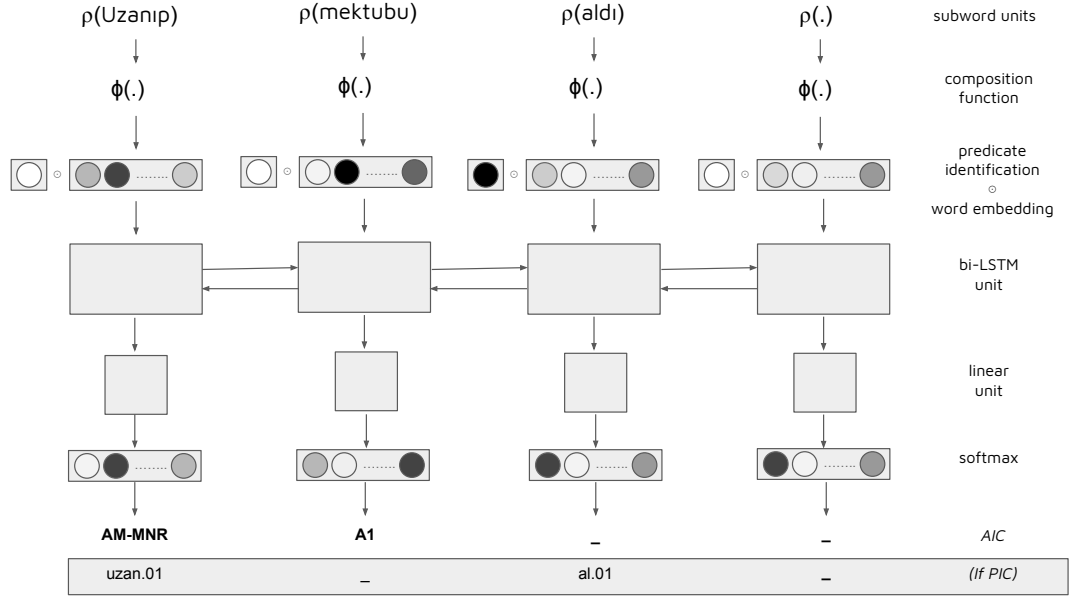 ρ(Uzanıp) ρ(mektubu) ρ(aldı) ρ(.) subword units
ϕ(.) ϕ(.) ϕ(.) ϕ(.) composition
function
predicate
identification
⊙ ........ ⊙ ........ ⊙ ........ ⊙ ........ ⊙
word embedding
bi-LSTM
unit
linear
unit
........ ........ ........ ........ softmax
AM-MNR A1 _ _ AIC
uzan.01 _ al.01 _ (If PIC)